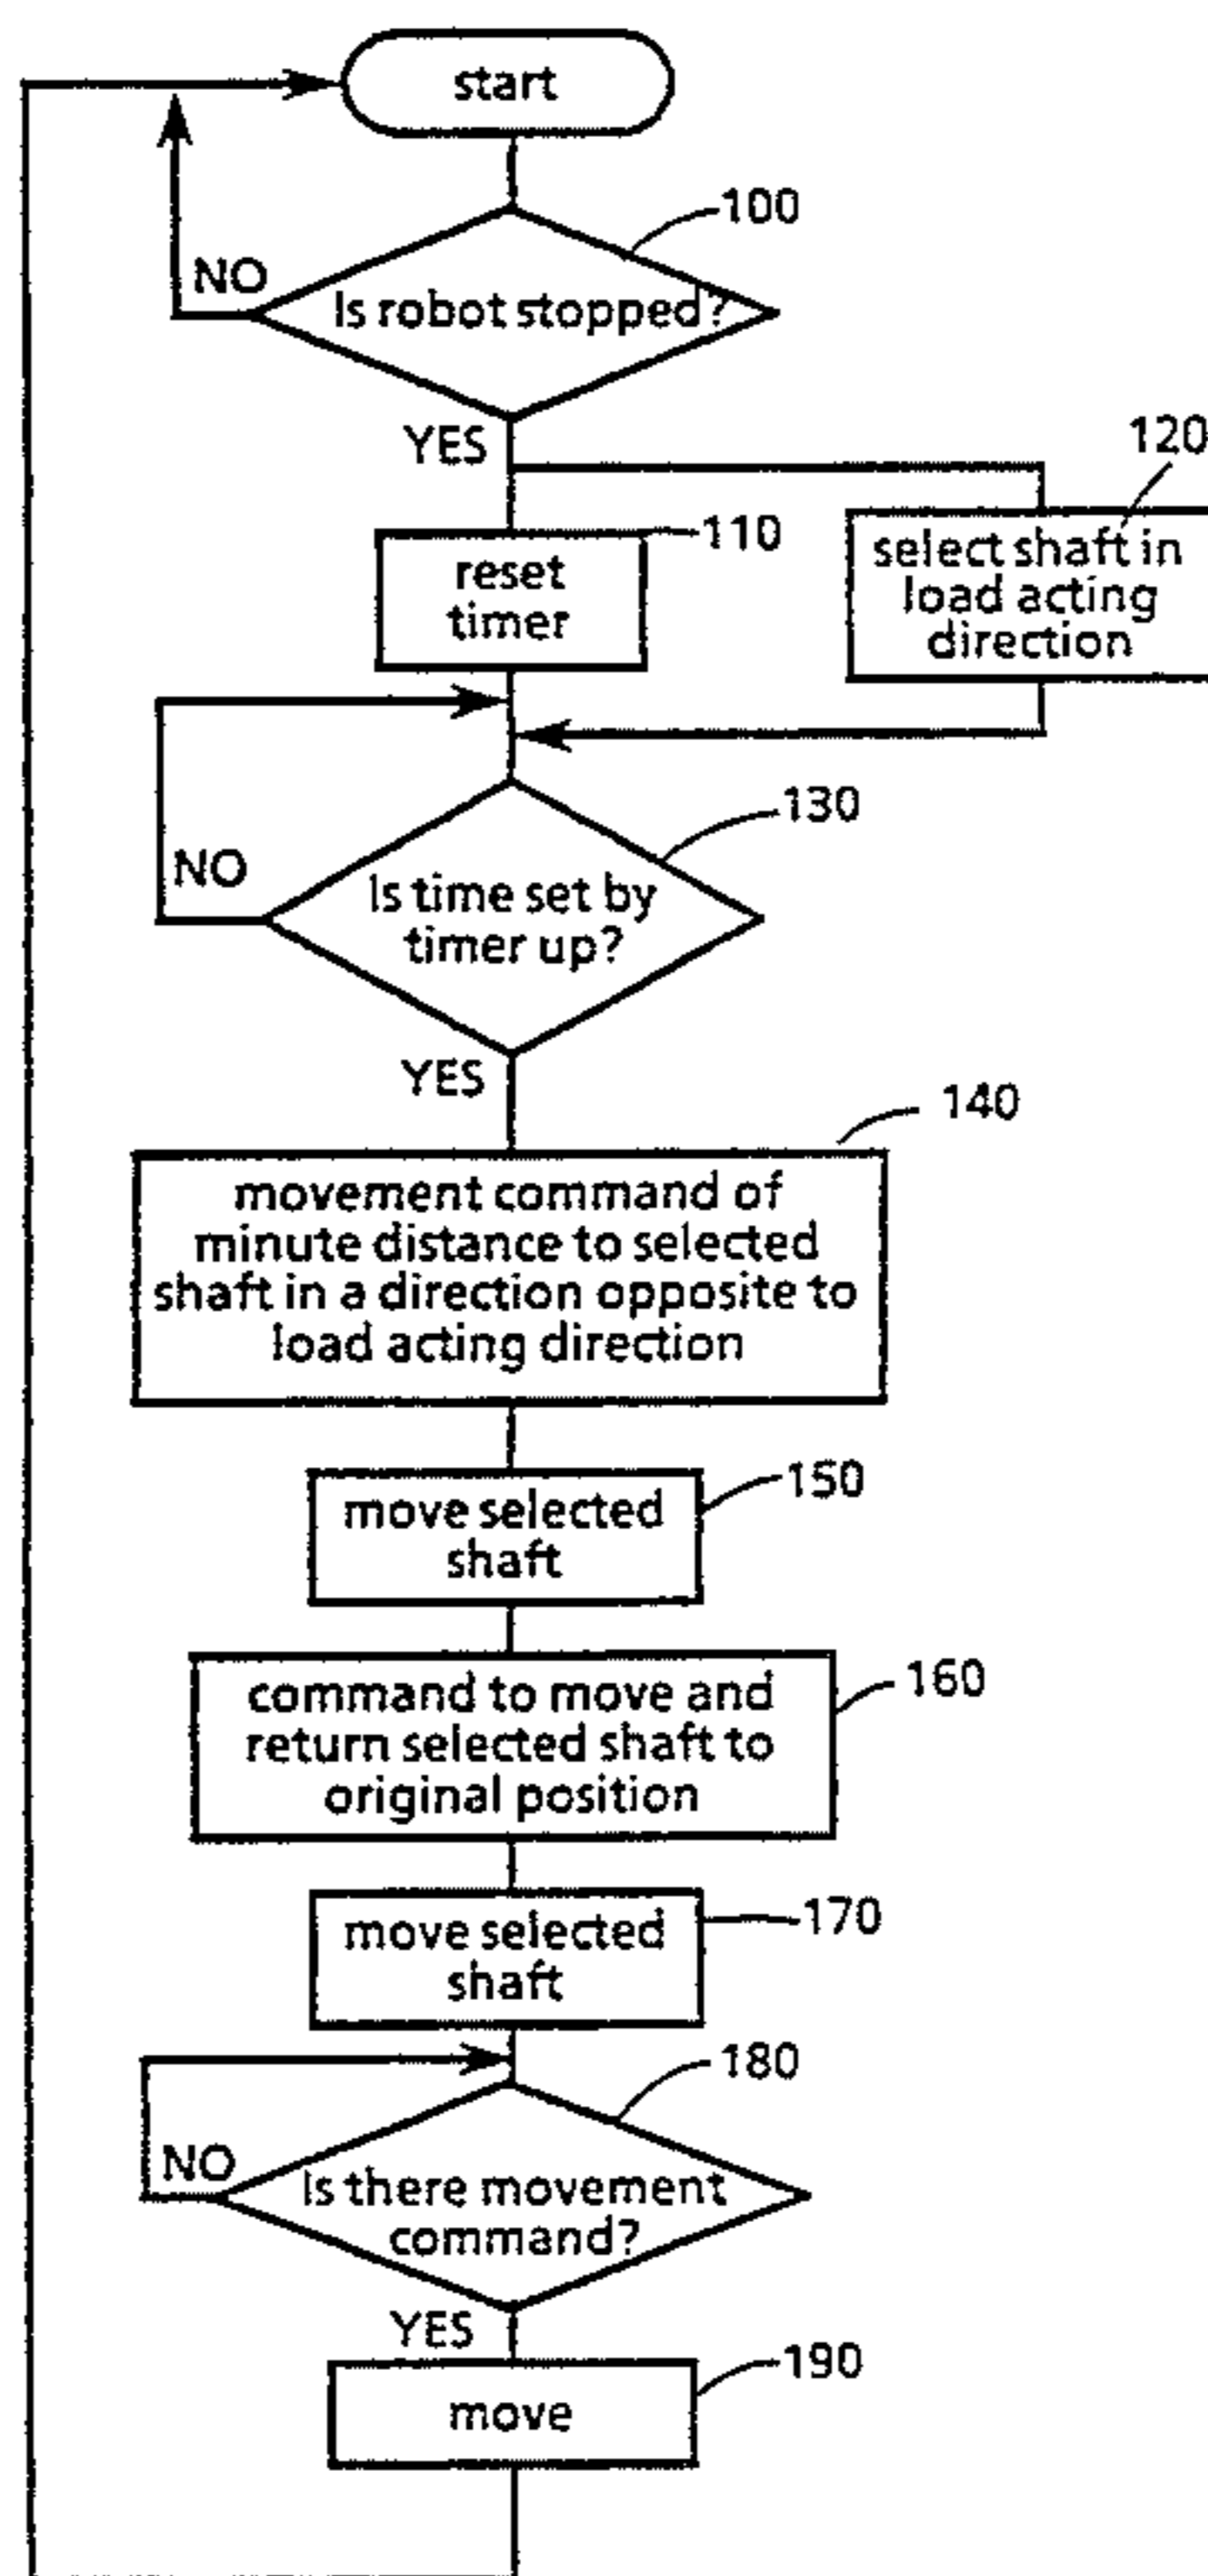 start
100
NO
Is robot stopped?
YES
120
110
reset
timer
select shaft in
load acting
direction
130
NO
Is time set by
timer up?
YES
140
movement command of
minute distance to selected
shaft in a direction opposite to
load acting direction
150
move selected
shaft
160
command to move and
return selected shaft to
original position
170
move selected
shaft
180
NO
Is there movement
command?
YES
190
move